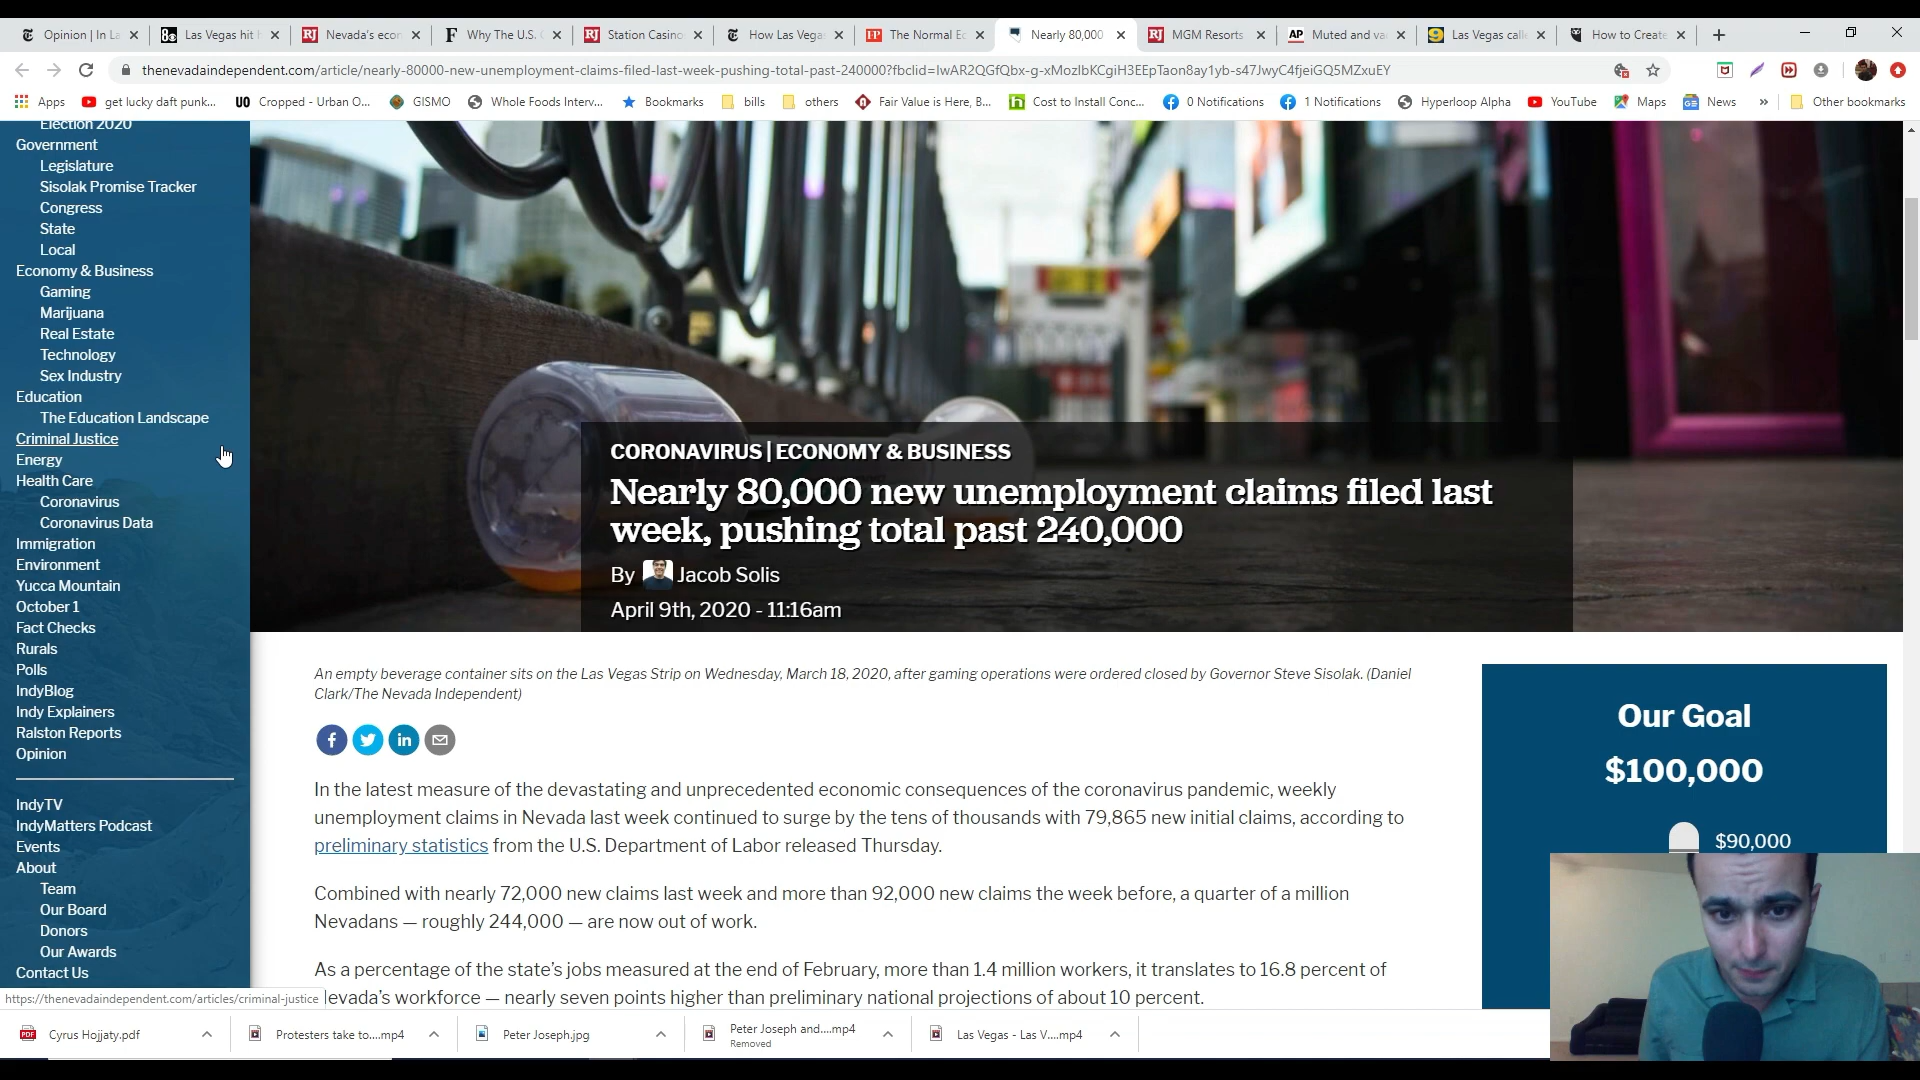 Opinion | In La
Las Vegas hit h
Nevada's econ
Why The U.S. C
Station Casino
How Las Vegas
The Normal Ec
Nearly 80,000
MGM Resorts
AP Muted and va
Las Vegas calle
How to Create
thenevadaindependent.com/article/nearly-80000-new-unemployment-claims-filed-last-week-pushing-total-past-240000?fbclid=IwAR2QGfQbx-g-xMozIbKCgiH3EEpTaon8ay1yb-s47JwyC4fjeiGQ5MZxuEY
Apps
get lucky daft punk...
UO Cropped - Urban O...
GISMO
Whole Foods Interv...
Bookmarks
bills
others
Fair Value is Here, B...
Cost to Install Conc...
0 Notifications
1 Notifications
Hyperloop Alpha
YouTube
Maps
News
»
Other bookmarks
Election 2020
Government
Legislature
Sisolak Promise Tracker
Congress
State
Local
Economy & Business
Gaming
Marijuana
Real Estate
Technology
Sex Industry
Education
The Education Landscape
Criminal Justice
Energy
Health Care
Coronavirus
Coronavirus Data
Immigration
Environment
Yucca Mountain
October 1
Fact Checks
Rurals
Polls
IndyBlog
Indy Explainers
Ralston Reports
Opinion
IndyTV
IndyMatters Podcast
Events
About
Team
Our Board
Donors
Our Awards
Contact Us
https://thenevadaindependent.com/articles/criminal-justice
CORONAVIRUS | ECONOMY & BUSINESS
Nearly 80,000 new unemployment claims filed last
week, pushing total past 240,000
By Jacob Solis
April 9th, 2020 - 11:16am
An empty beverage container sits on the Las Vegas Strip on Wednesday, March 18, 2020, after gaming operations were ordered closed by Governor Steve Sisolak. (Daniel
Clark/The Nevada Independent)
In the latest measure of the devastating and unprecedented economic consequences of the coronavirus pandemic, weekly
unemployment claims in Nevada last week continued to surge by the tens of thousands with 79,865 new initial claims, according to
preliminary statistics from the U.S. Department of Labor released Thursday.
Combined with nearly 72,000 new claims last week and more than 92,000 new claims the week before, a quarter of a million
Nevadans — roughly 244,000 — are now out of work.
As a percentage of the state's jobs measured at the end of February, more than 1.4 million workers, it translates to 16.8 percent of
Nevada's workforce — nearly seven points higher than preliminary national projections of about 10 percent.
Our Goal
$100,000
$90,000
Cyrus Hojjaty.pdf
Protesters take to....mp4
Peter Joseph.jpg
Peter Joseph and....mp4
Removed
Las Vegas - Las V....mp4